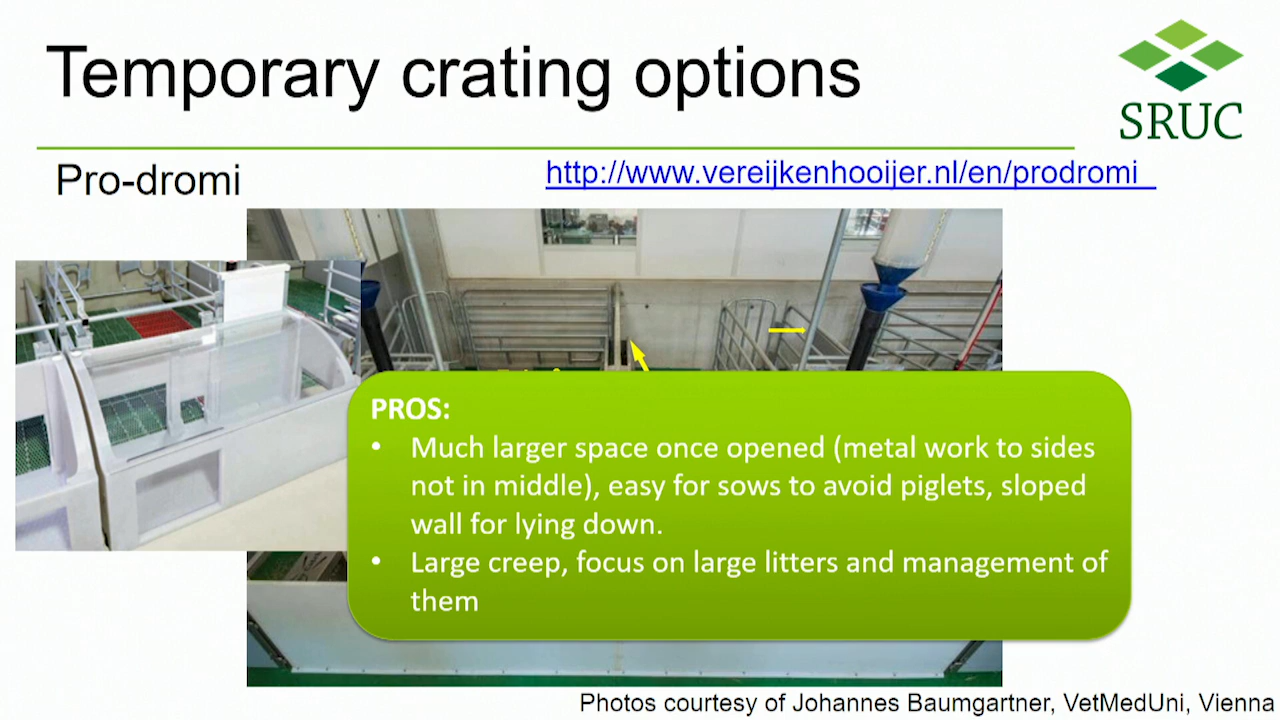 Temporary crating options
SRUC
Pro-dromi
http://www.vereijkenhooijer.nl/en/prodromi
PROS:
• Much larger space once opened (metal work to sides
not in middle), easy for sows to avoid piglets, sloped
wall for lying down.
• Large creep, focus on large litters and management of
them
Photos courtesy of Johannes Baumgartner, VetMedUni, Vienna